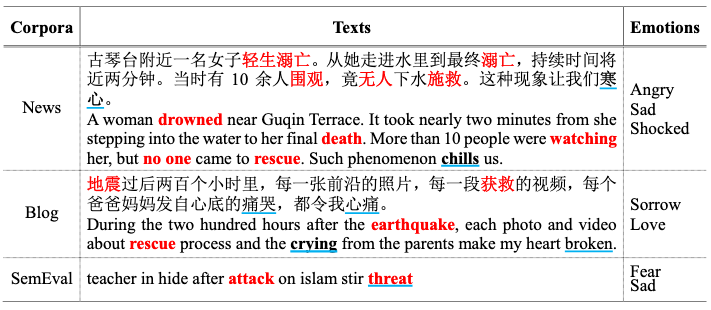 Corpora Texts Emotions
News
古琴台附近一名女子轻生溺亡。从她走进水里到最终溺亡，持续时间将
近两分钟。当时有 10 余人围观，竟无人下水施救。这种现象让我们寒
心。
A woman drowned near Guqin Terrace. It took nearly two minutes from she
stepping into the water to her final death. More than 10 people were watching
her, but no one came to rescue. Such phenomenon chills us.
Angry
Sad
Shocked
Blog
地震过后两百个小时里，每一张前沿的照片，每一段获救的视频，每个
爸爸妈妈发自心底的痛哭，都令我心痛。
During the two hundred hours after the earthquake, each photo and video
about rescue process and the crying from the parents make my heart broken.
Sorrow
Love
SemEval
teacher in hide after attack on islam stir threat
Fear
Sad